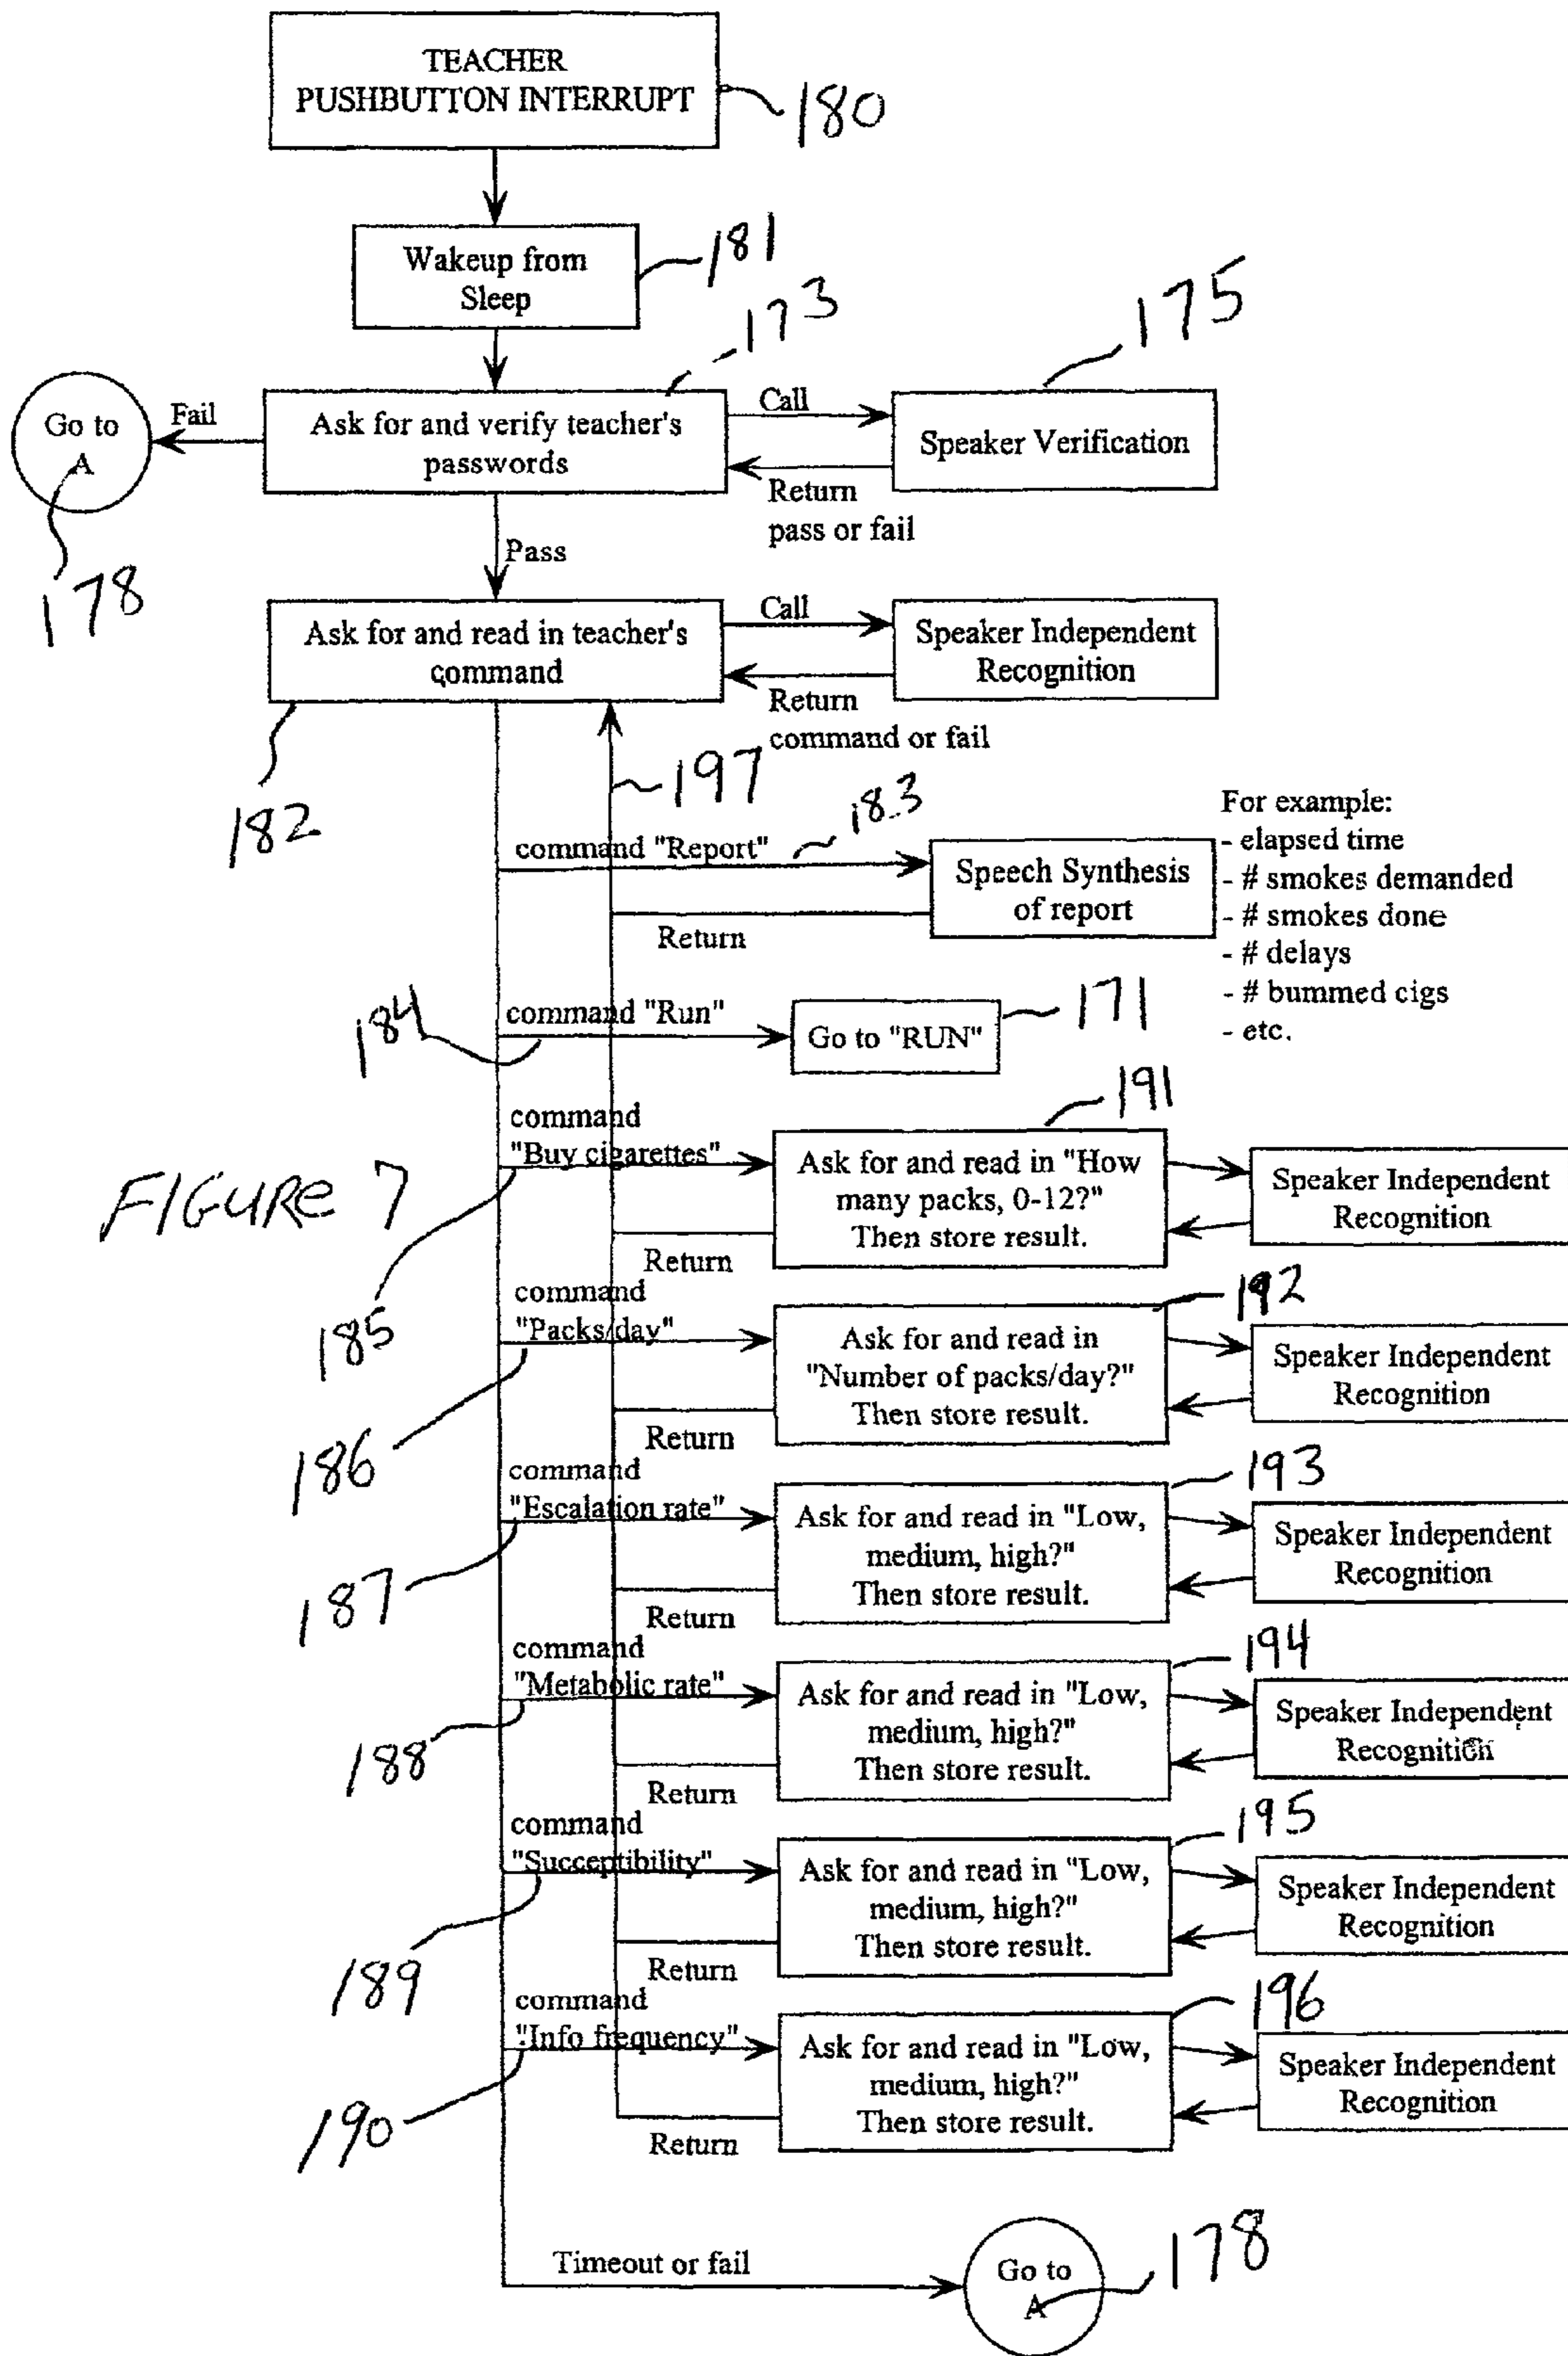 TEACHER
PUSHBUTTON INTERRUPT
180
Wakeup from
Sleep
181
173
175
Go to
A
Fail
Ask for and verify teacher's
passwords
Call
Speaker Verification
Return
pass or fail
178
Pass
Ask for and read in teacher's
command
Call
Speaker Independent
Recognition
Return
command or fail
182
197
183
command "Report"
Speech Synthesis
of report
Return
For example:
- elapsed time
- # smokes demanded
- # smokes done
- # delays
- # bummed cigs
- etc.
184
command "Run"
Go to "RUN"
171
191
command
"Buy cigarettes"
Ask for and read in "How
many packs, 0-12?"
Then store result.
Speaker Independent
Recognition
Return
FIGURE 7
185
192
command
"Packs/day"
Ask for and read in
"Number of packs/day?"
Then store result.
Speaker Independent
Recognition
Return
186
193
command
"Escalation rate"
Ask for and read in "Low,
medium, high?"
Then store result.
Speaker Independent
Recognition
Return
187
194
command
"Metabolic rate"
Ask for and read in "Low,
medium, high?"
Then store result.
Speaker Independent
Recognition
Return
188
195
command
"Succeptibility"
Ask for and read in "Low,
medium, high?"
Then store result.
Speaker Independent
Recognition
Return
189
196
command
"Info frequency"
Ask for and read in "Low,
medium, high?"
Then store result.
Speaker Independent
Recognition
Return
190
Timeout or fail
Go to
A
178